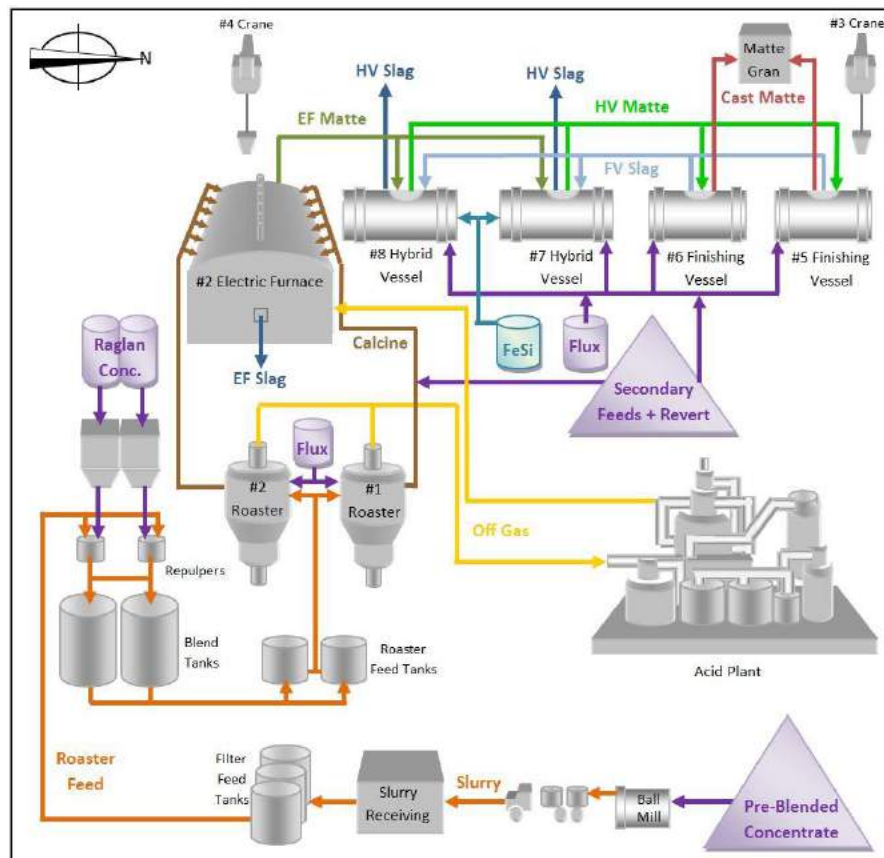 #4 Crane
#3 Crane
N
HV Slag
HV Slag
Matte
Gran
Cast Matte
HV Matte
EF Matte
FV Slag
#8 Hybrid
Vessel
#7 Hybrid
Vessel
#6 Finishing
Vessel
#5 Finishing
Vessel
#2 Electric Furnace
Raglan
Conc.
Calcine
FeSi
Flux
EF Slag
Secondary
Feeds + Revert
Flux
#2
Roaster
#1
Roaster
Off Gas
Repulpers
Blend
Tanks
Roaster
Feed Tanks
Acid Plant
Roaster
Feed
Filter
Feed
Tanks
Slurry
Receiving
Slurry
Ball
Mill
Pre-Blended
Concentrate